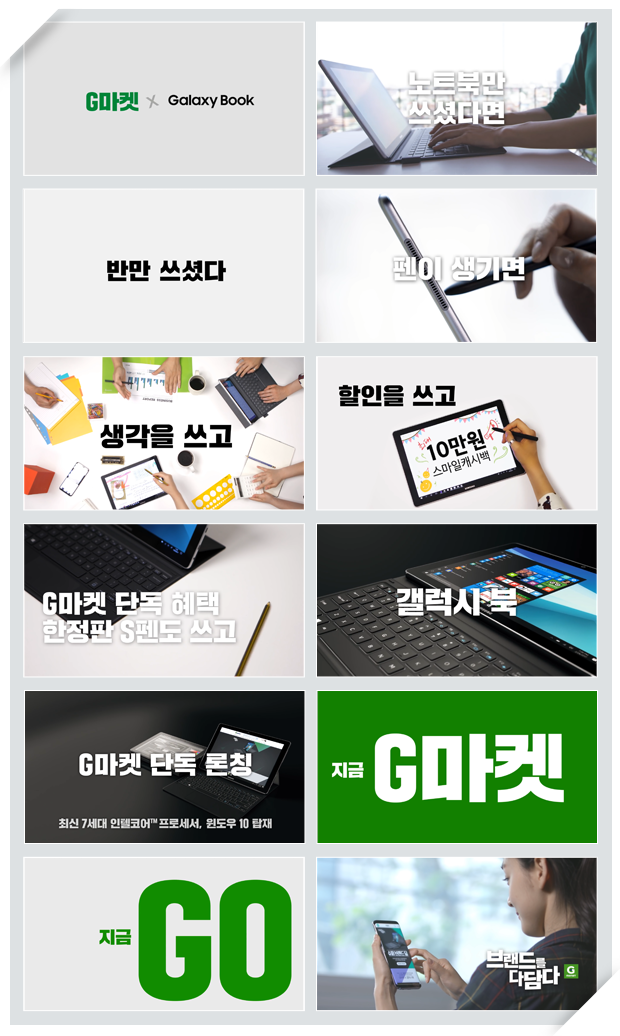 G마켓 × Galaxy Book
노트북만
쓰셨다면
반만 쓰셨다
펜이 생기면
생각을 쓰고
할인을 쓰고
최대
10만원
스마일캐시백
G마켓 단독 혜택
한정판 S펜도 쓰고
갤럭시 북
G마켓 단독 론칭
최신 7세대 인텔코어™프로세서, 윈도우 10 탑재
지금 G마켓
지금 GO
브랜드를
다담다
G